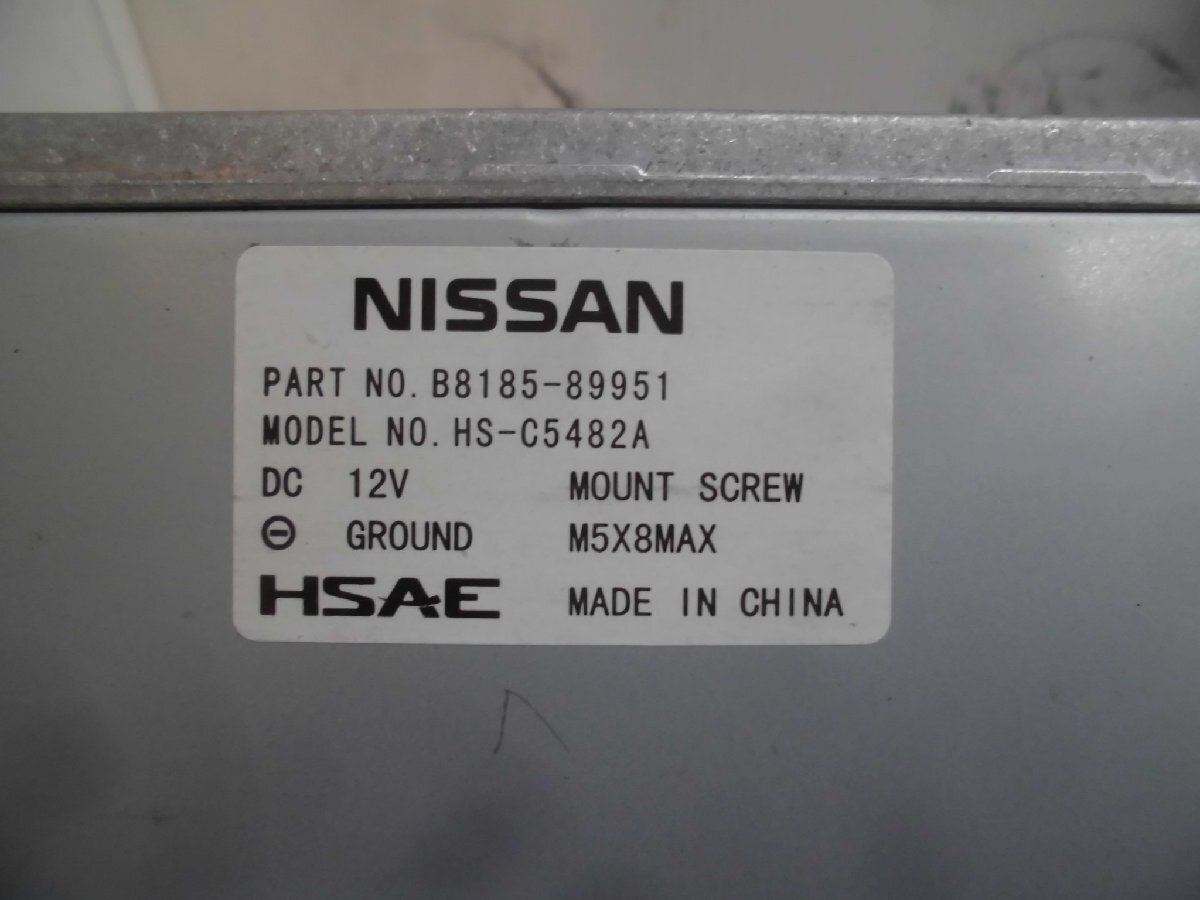 NISSAN
PART NO. B8185-89951
MODEL NO. HS-C5482A
DC 12V MOUNT SCREW
⊖ GROUND M5X8MAX
HSAE MADE IN CHINA